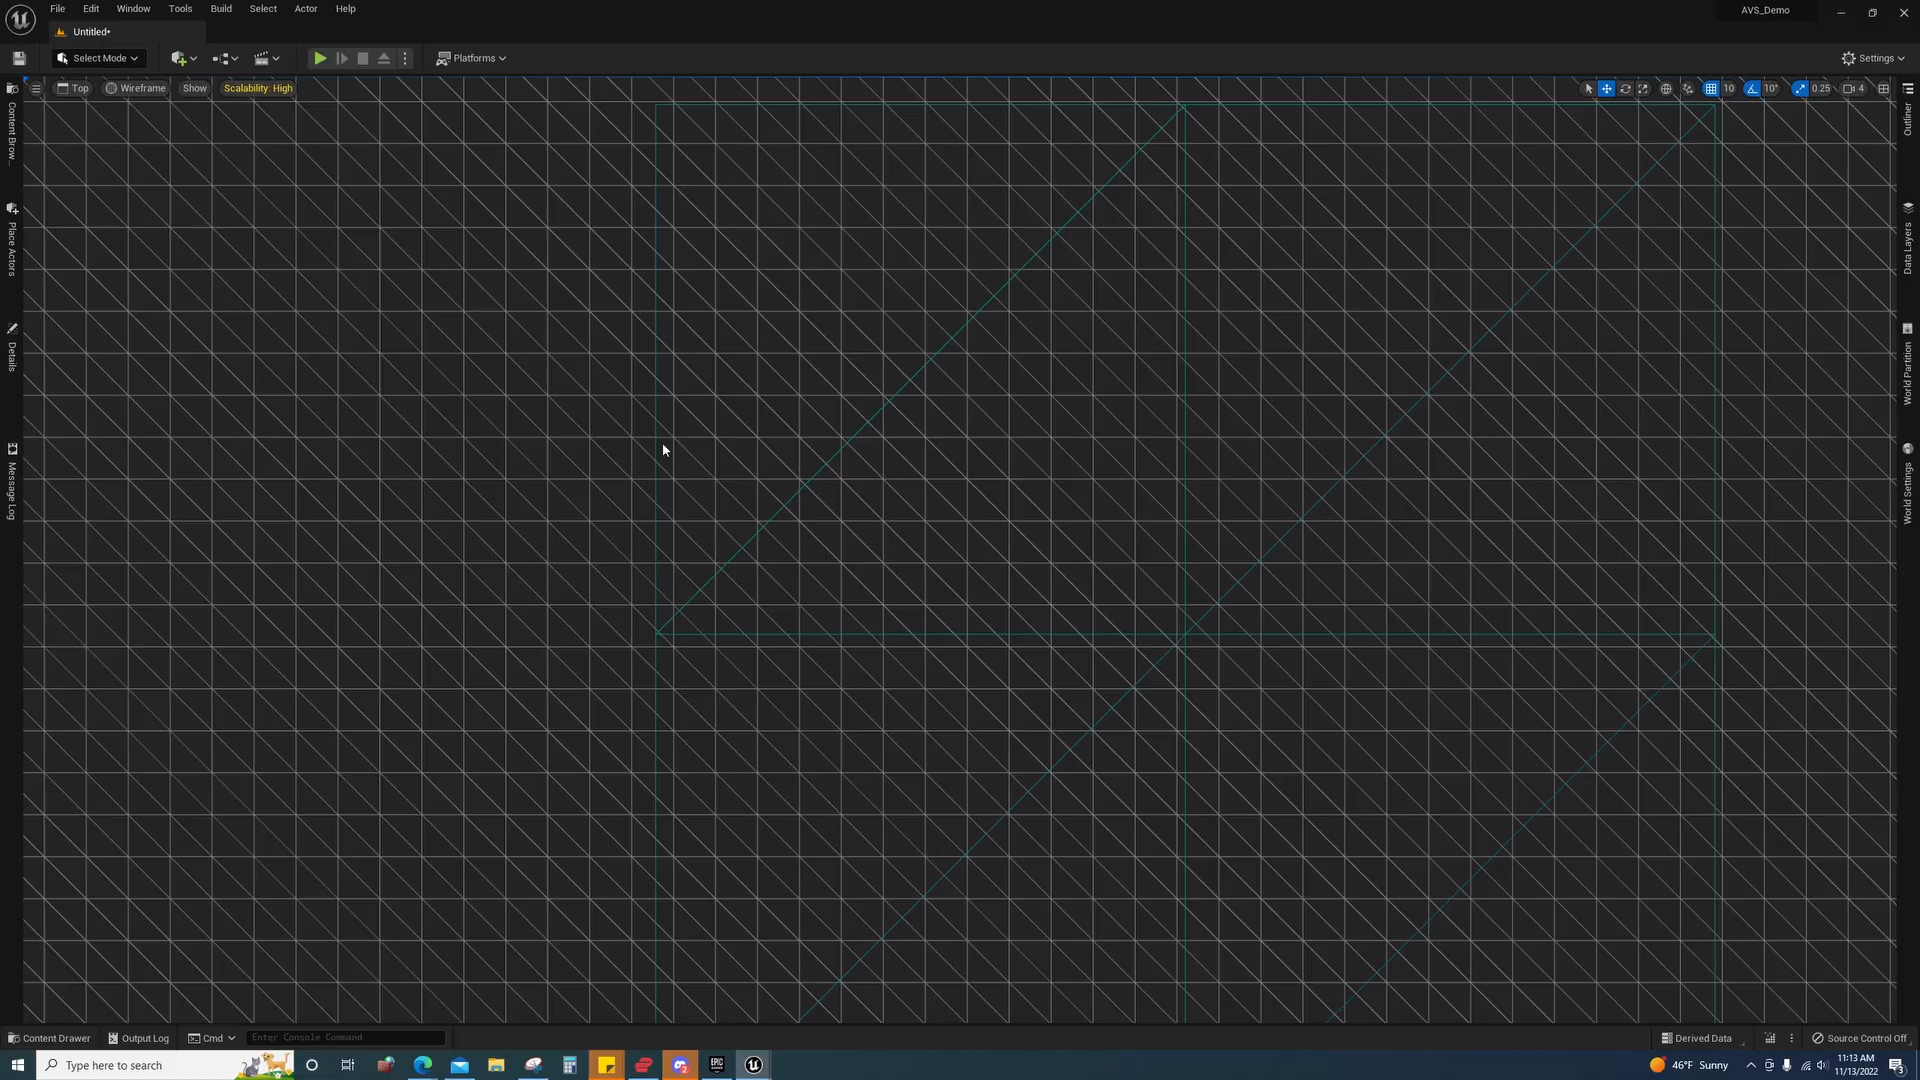 File Edit Window Tools Build Select Actor Help
AVS_Demo
Untitled*
Select Mode
Platforms
Settings
Top
Wireframe
Show
Scalability: High
10
10°
0.25
4
Content Brow...
Place Actors
Details
Message Log
Outliner
Data Layers
World Partition
World Settings
Content Drawer
Output Log
Cmd
Enter Console Command
Derived Data
Source Control Off
Type here to search
EPIC
46°F Sunny
11:13 AM
11/13/2022
3